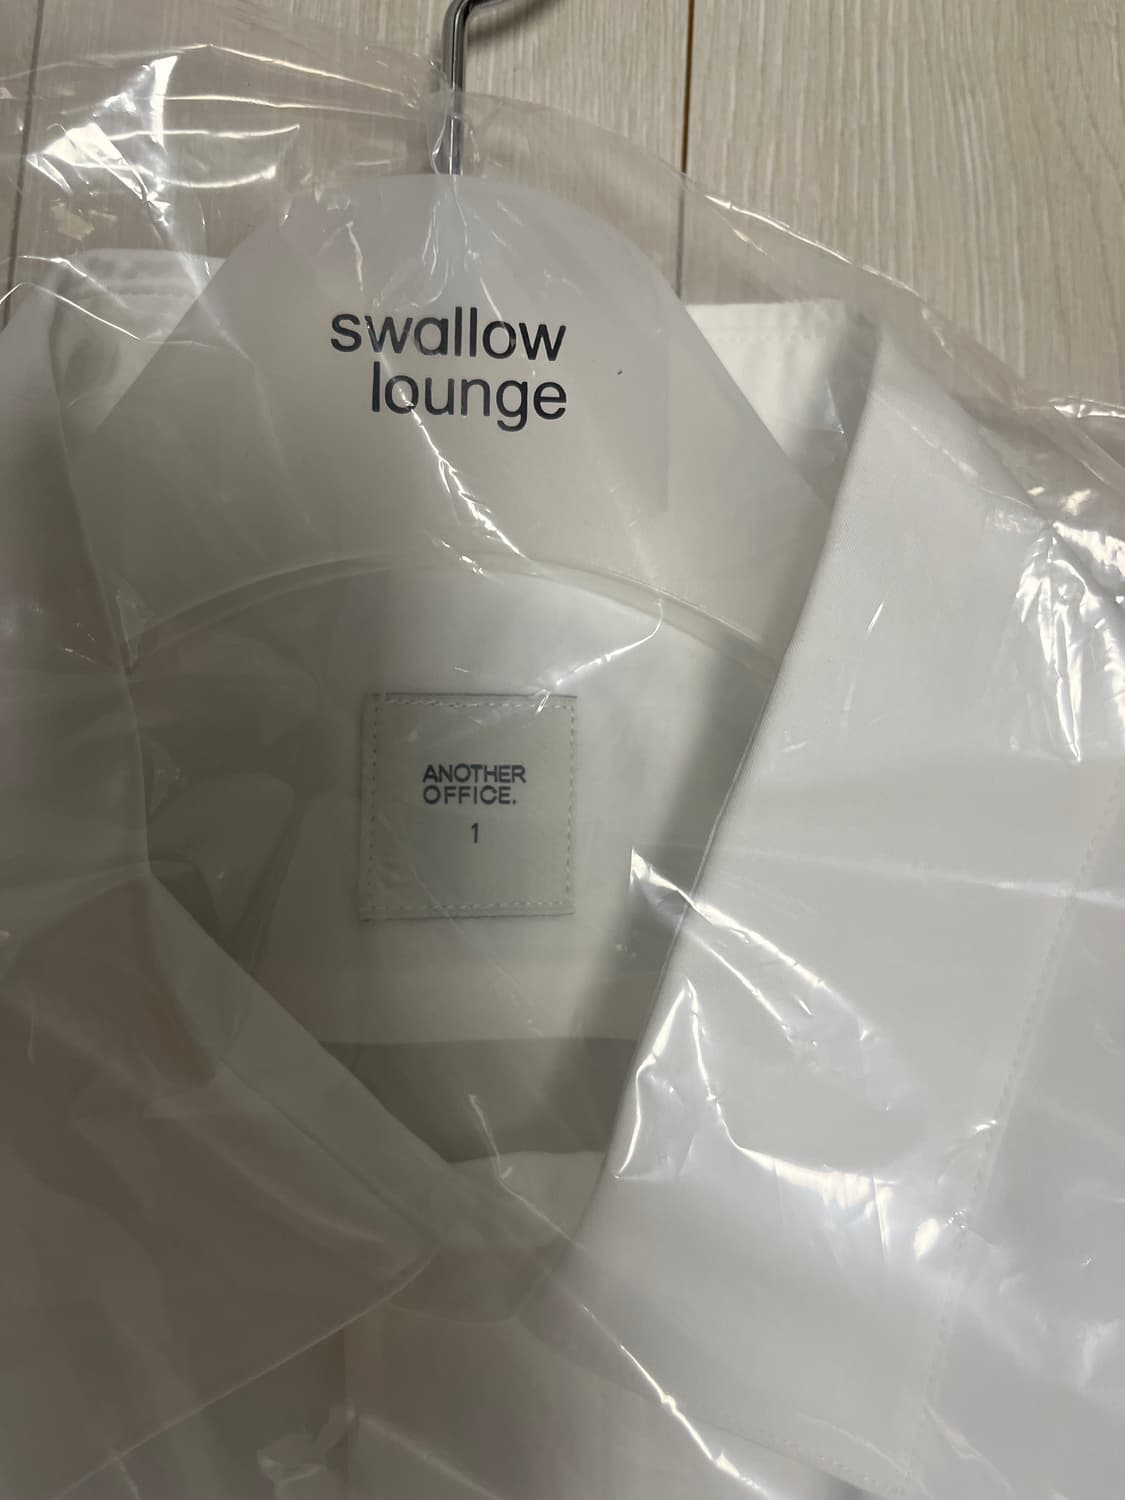 swallow
lounge
ANOTHER
OFFICE.
1